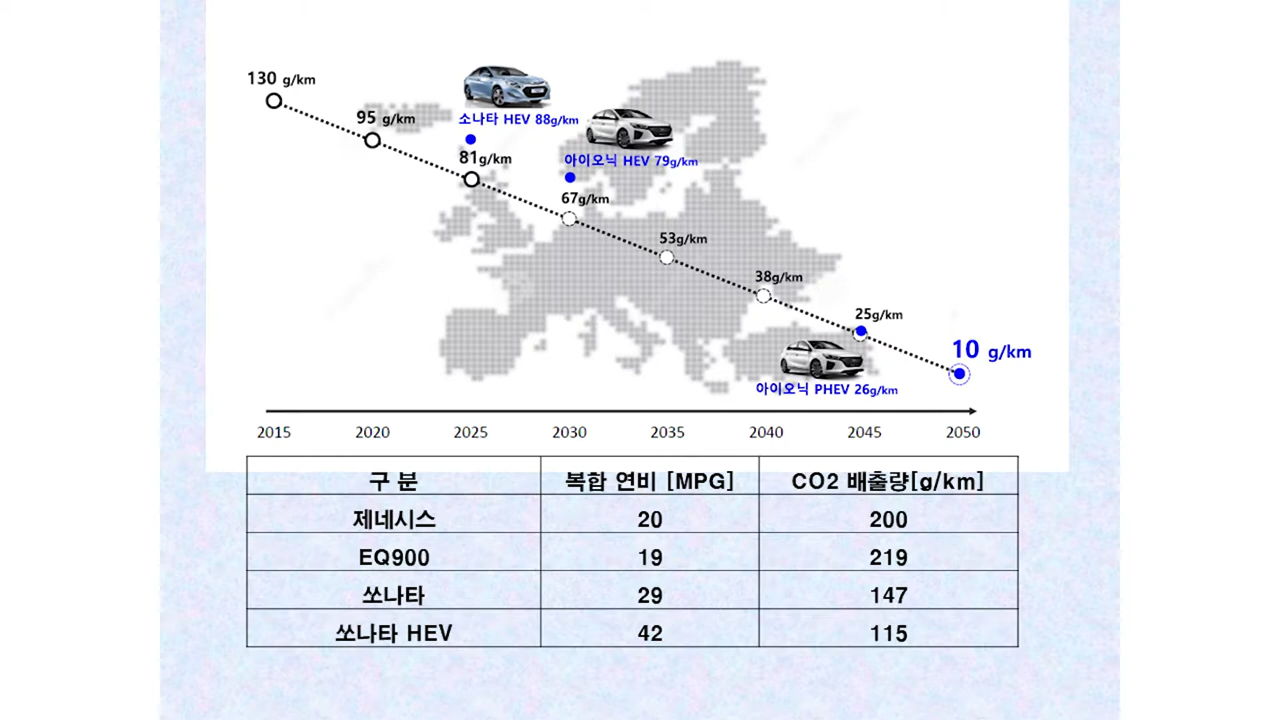 130 g/km
95 g/km
소나타 HEV 88g/km
81g/km
아이오닉 HEV 79g/km
67g/km
53g/km
38g/km
25g/km
10 g/km
아이오닉 PHEV 26g/km
2015 2020 2025 2030 2035 2040 2045 2050
구 분 복합 연비 [MPG] CO2 배출량[g/km]
제네시스 20 200
EQ900 19 219
쏘나타 29 147
쏘나타 HEV 42 115